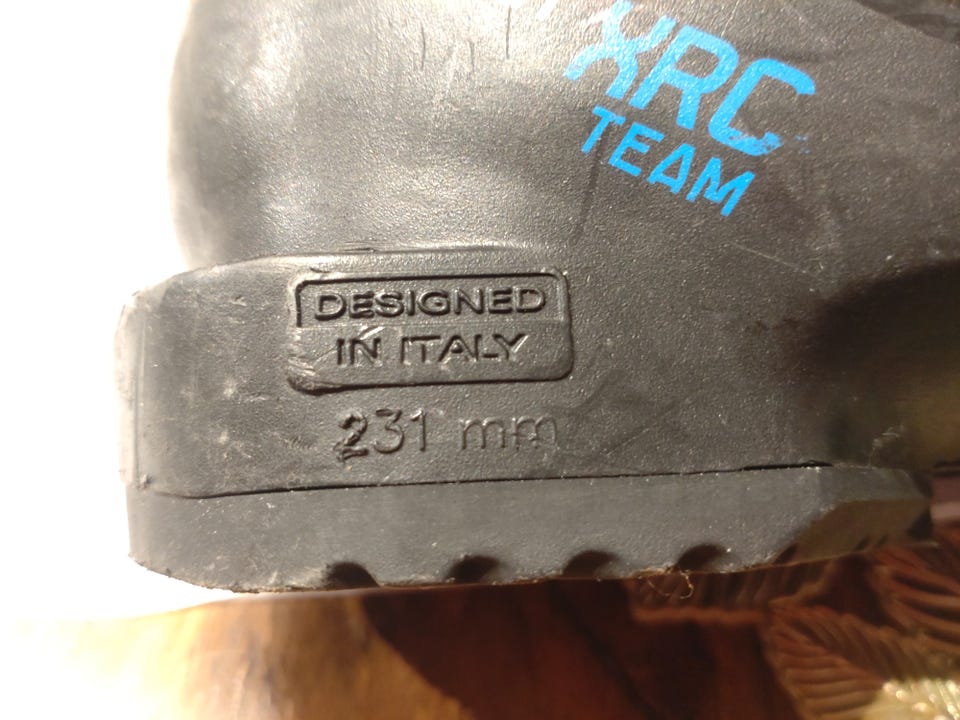 XRC
TEAM
DESIGNED
IN ITALY
231 mm